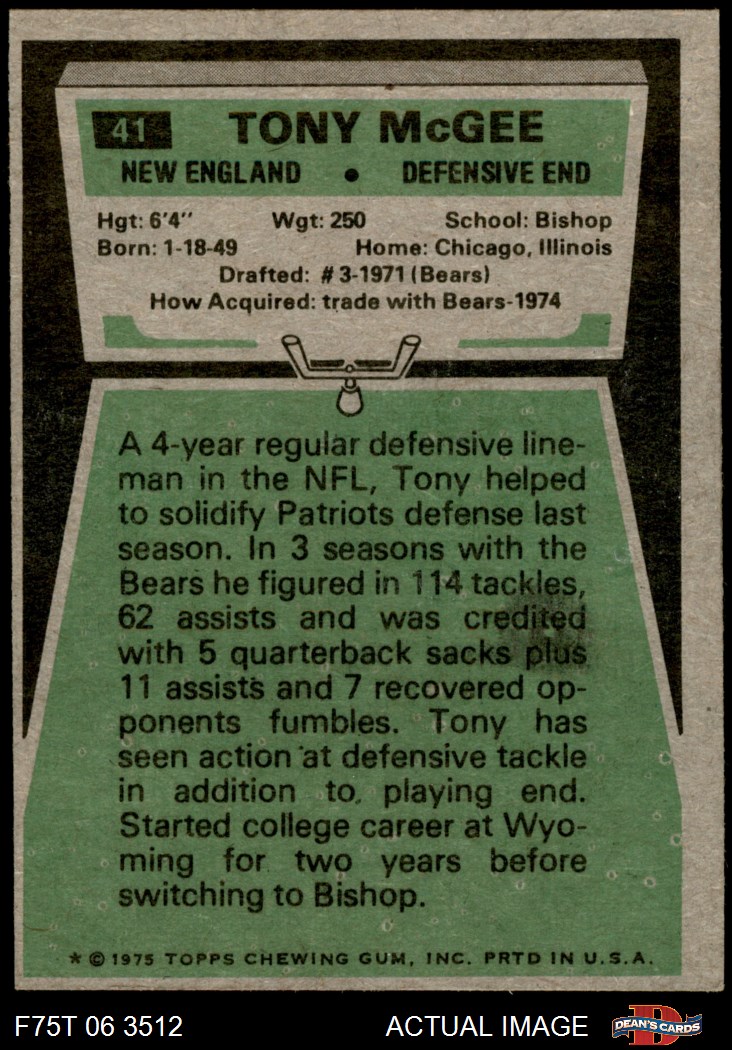 41 TONY McGEE
NEW ENGLAND • DEFENSIVE END
Hgt: 6'4" Wgt: 250 School: Bishop
Born: 1-18-49 Home: Chicago, Illinois
Drafted: #3-1971 (Bears)
How Acquired: trade with Bears-1974
A 4-year regular defensive line-
man in the NFL, Tony helped
to solidify Patriots defense last
season. In 3 seasons with the
Bears he figured in 114 tackles,
62 assists and was credited
with 5 quarterback sacks plus
11 assists and 7 recovered op-
ponents fumbles. Tony has
seen action at defensive tackle
in addition to playing end.
Started college career at Wyo-
ming for two years before
switching to Bishop.
* © 1975 TOPPS CHEWING GUM, INC. PRTD IN U.S.A.
F75T 06 3512 ACTUAL IMAGE D DEAN'S CARDS